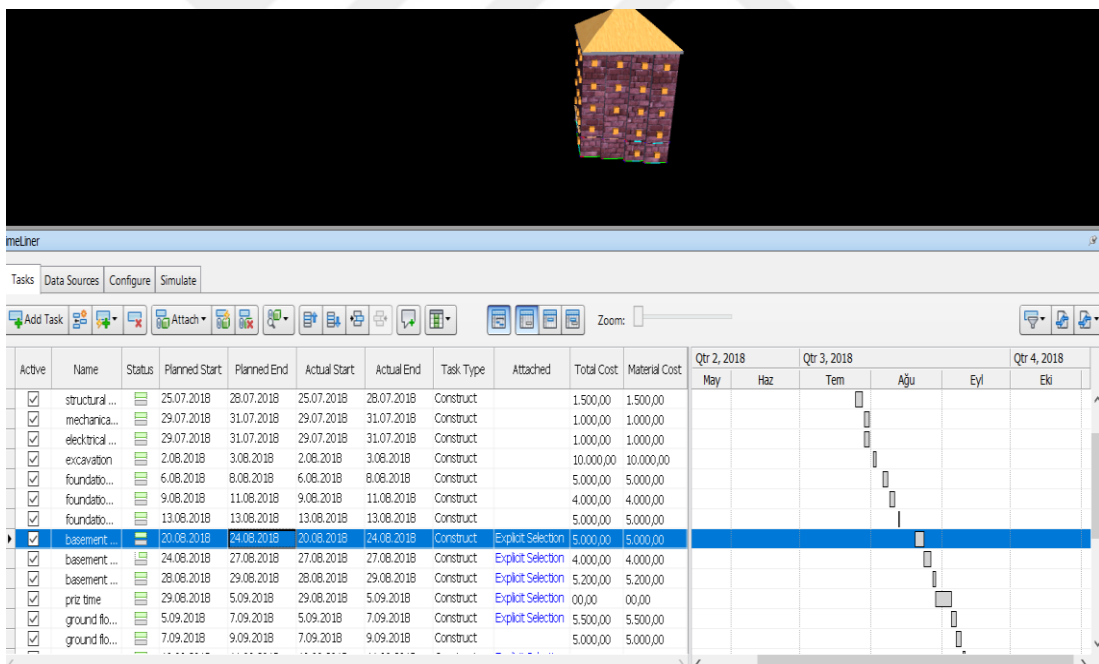 imeLiner
Tasks Data Sources Configure Simulate
Add Task Attach Zoom:
Active Name Status Planned Start Planned End Actual Start Actual End Task Type Attached Total Cost Material Cost Qtr 2, 2018 Qtr 3, 2018 Qtr 4, 2018
May Haz Tem Ağu Eyl Eki
structural ... 25.07.2018 28.07.2018 25.07.2018 28.07.2018 Construct 1.500,00 1.500,00
mechanica... 29.07.2018 31.07.2018 29.07.2018 31.07.2018 Construct 1.000,00 1.000,00
elecktrical ... 29.07.2018 31.07.2018 29.07.2018 31.07.2018 Construct 1.000,00 1.000,00
excavation 2.08.2018 3.08.2018 2.08.2018 3.08.2018 Construct 10.000,00 10.000,00
foundatio... 6.08.2018 8.08.2018 6.08.2018 8.08.2018 Construct 5.000,00 5.000,00
foundatio... 9.08.2018 11.08.2018 9.08.2018 11.08.2018 Construct 4.000,00 4.000,00
foundatio... 13.08.2018 13.08.2018 13.08.2018 13.08.2018 Construct 5.000,00 5.000,00
basement ... 20.08.2018 24.08.2018 20.08.2018 24.08.2018 Construct Explicit Selection 5.000,00 5.000,00
basement ... 24.08.2018 27.08.2018 27.08.2018 27.08.2018 Construct Explicit Selection 4.000,00 4.000,00
basement ... 28.08.2018 29.08.2018 28.08.2018 29.08.2018 Construct Explicit Selection 5.200,00 5.200,00
priz time 29.08.2018 5.09.2018 29.08.2018 5.09.2018 Construct Explicit Selection 00,00 00,00
ground flo... 5.09.2018 7.09.2018 5.09.2018 7.09.2018 Construct Explicit Selection 5.500,00 5.500,00
ground flo... 7.09.2018 9.09.2018 7.09.2018 9.09.2018 Construct 5.000,00 5.000,00